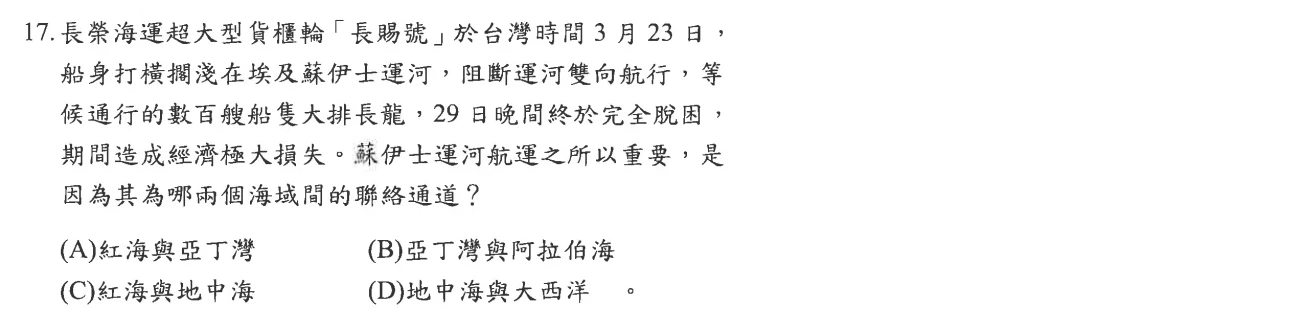 17.長榮海運超大型貨櫃輪「長賜號」於台灣時間 3 月 23 日，
船身打橫擱淺在埃及蘇伊士運河，阻斷運河雙向航行，等
候通行的數百艘船隻大排長龍，29 日晚間終於完全脫困，
期間造成經濟極大損失。蘇伊士運河航運之所以重要，是
因為其為哪兩個海域間的聯絡通道？
(A)紅海與亞丁灣 (B)亞丁灣與阿拉伯海
(C)紅海與地中海 (D)地中海與大西洋 。